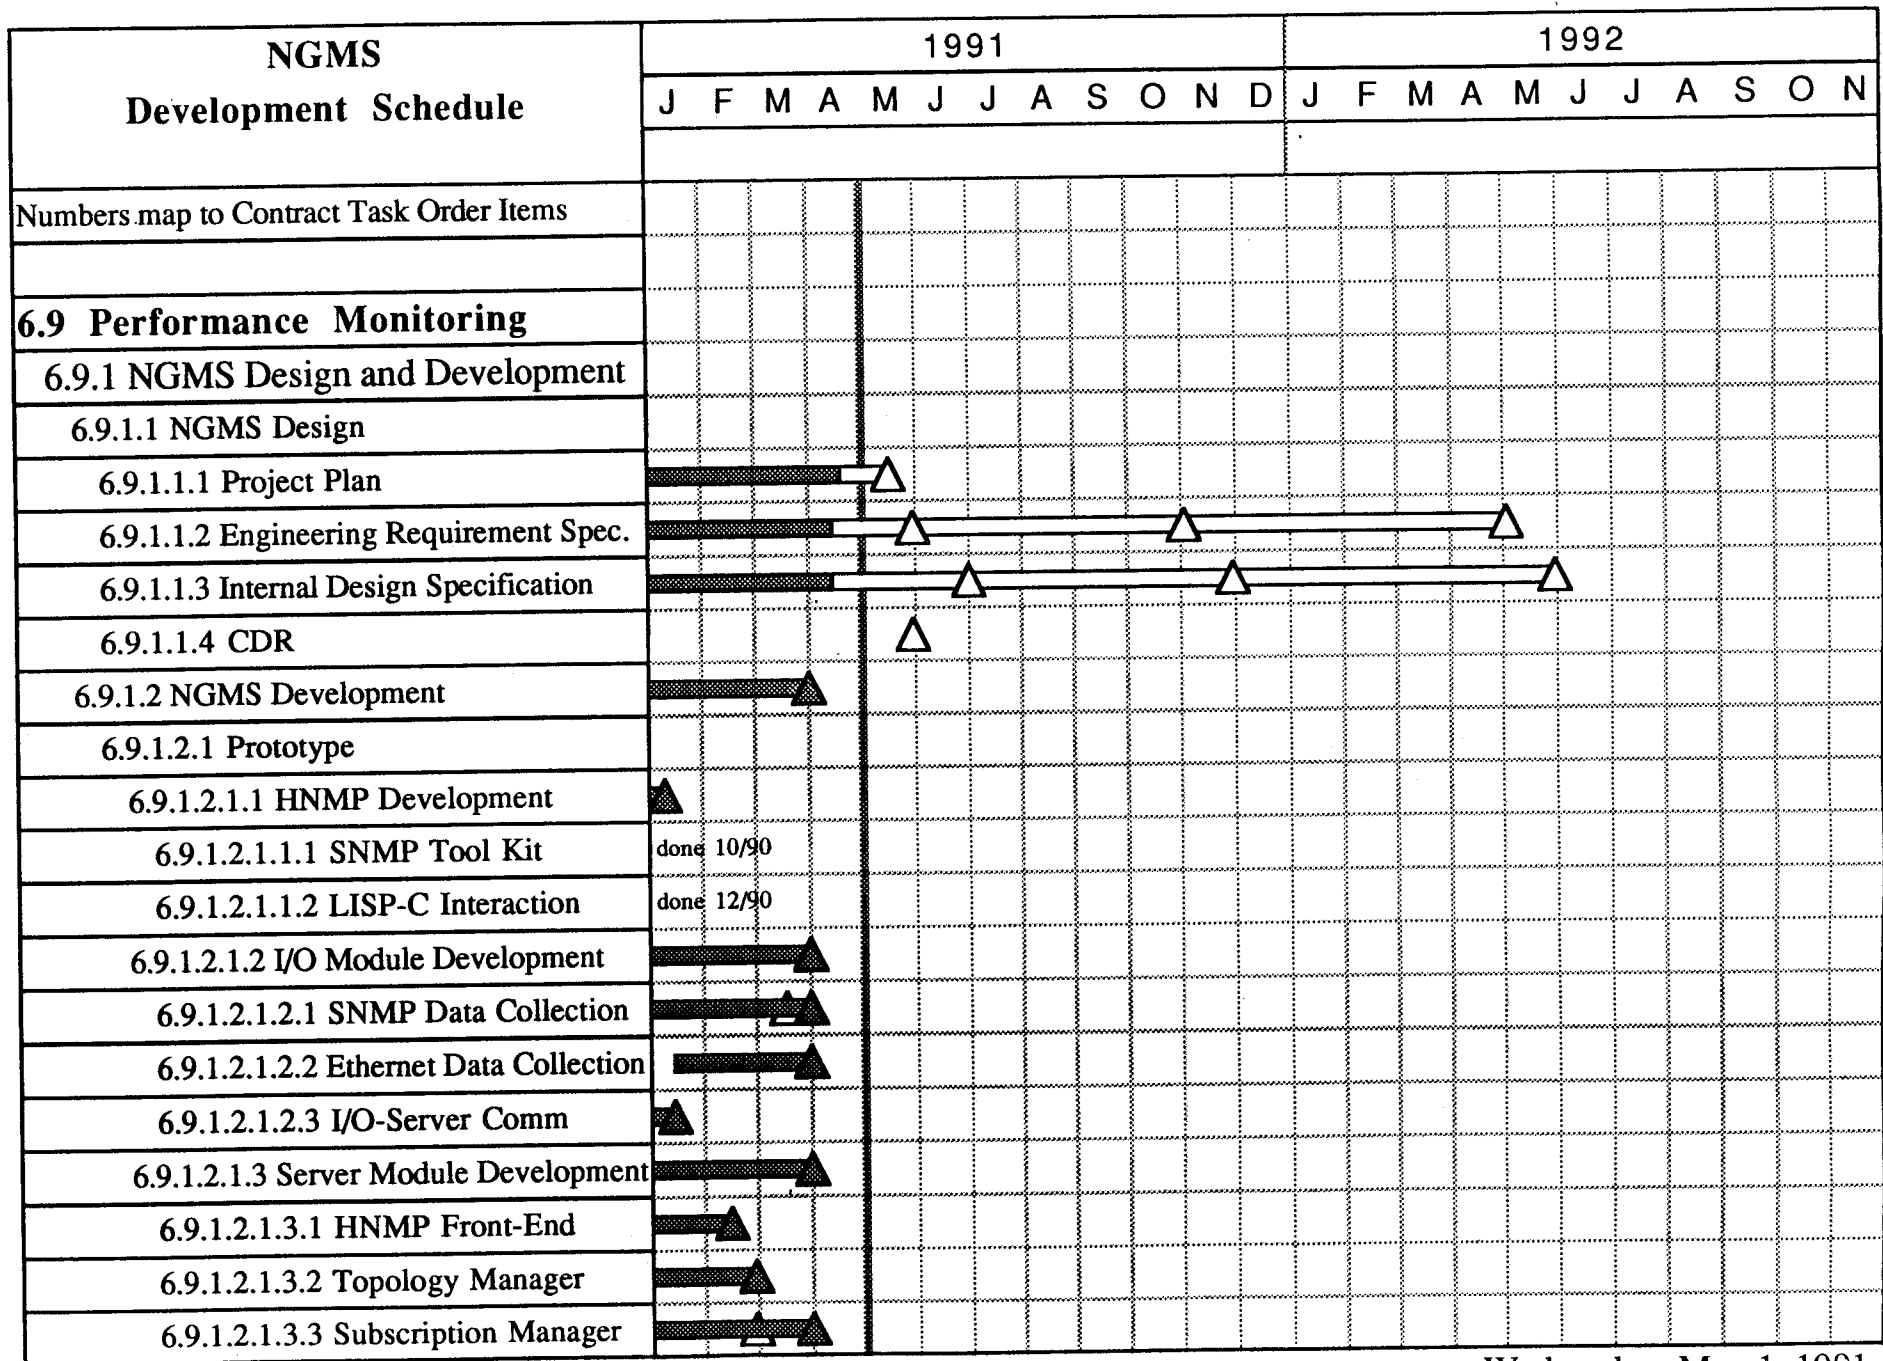 NGMS
Development Schedule
1991
1992
J F M A M J J A S O N D J F M A M J J A S O N
Numbers map to Contract Task Order Items
6.9 Performance Monitoring
6.9.1 NGMS Design and Development
6.9.1.1 NGMS Design
6.9.1.1.1 Project Plan
6.9.1.1.2 Engineering Requirement Spec.
6.9.1.1.3 Internal Design Specification
6.9.1.1.4 CDR
6.9.1.2 NGMS Development
6.9.1.2.1 Prototype
6.9.1.2.1.1 HNMP Development
6.9.1.2.1.1.1 SNMP Tool Kit
done 10/90
6.9.1.2.1.1.2 LISP-C Interaction
done 12/90
6.9.1.2.1.2 I/O Module Development
6.9.1.2.1.2.1 SNMP Data Collection
6.9.1.2.1.2.2 Ethernet Data Collection
6.9.1.2.1.2.3 I/O-Server Comm
6.9.1.2.1.3 Server Module Development
6.9.1.2.1.3.1 HNMP Front-End
6.9.1.2.1.3.2 Topology Manager
6.9.1.2.1.3.3 Subscription Manager